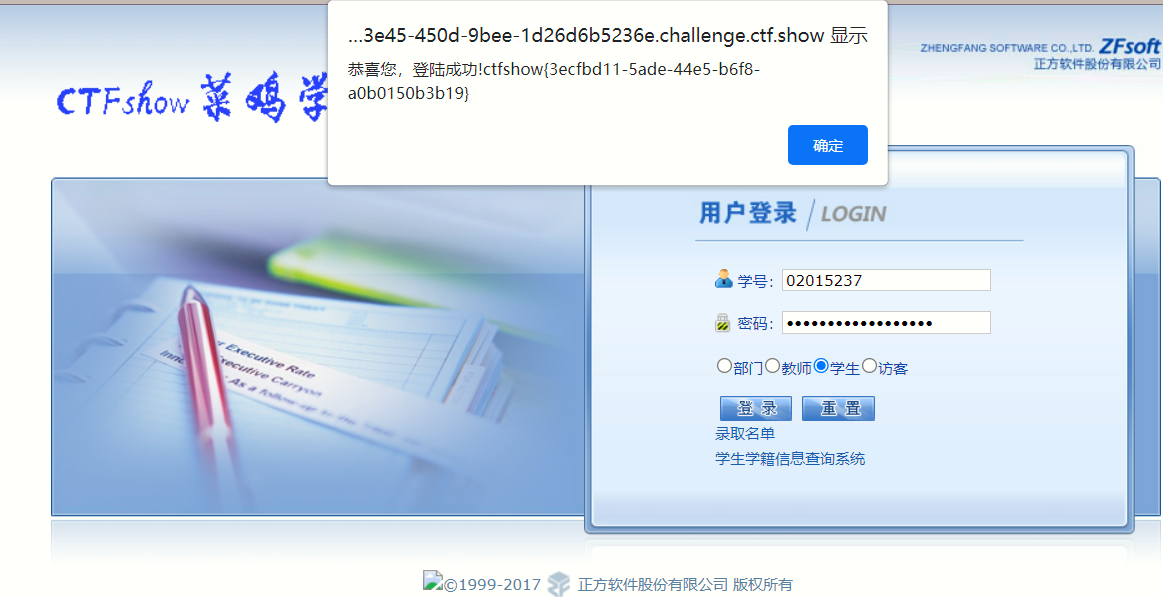 ...3e45-450d-9bee-1d26d6b5236e.challenge.ctf.show 显示
恭喜您，登陆成功!ctfshow{3ecfbd11-5ade-44e5-b6f8-
a0b0150b3b19}
确定
ZHENGFANG SOFTWARE CO.,LTD. ZFsoft
正方软件股份有限公司
CTFshow 菜鸡学
用户登录 / LOGIN
学号: 02015237
密码: ••••••••••••••••••
部门 教师 学生 访客
登 录 重 置
录取名单
学生学籍信息查询系统
Executive Rate
Executive Carryon
©1999-2017 正方软件股份有限公司 版权所有